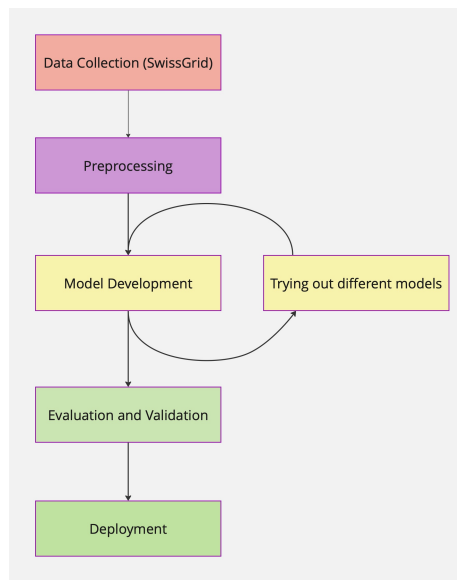 Data Collection (SwissGrid)
Preprocessing
Model Development
Trying out different models
Evaluation and Validation
Deployment